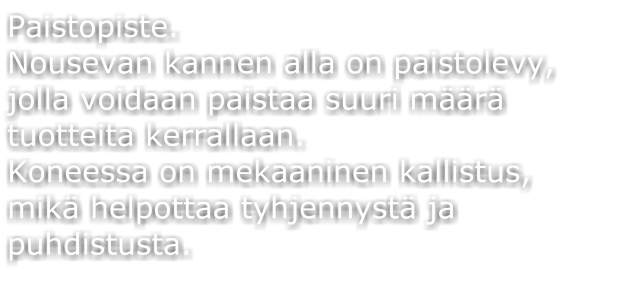 Paistopiste.
Nousevan kannen alla on paistolevy,
jolla voidaan paistaa suuri määrä
tuotteita kerrallaan.
Koneessa on mekaaninen kallistus,
mikä helpottaa tyhjennystä ja
puhdistusta.